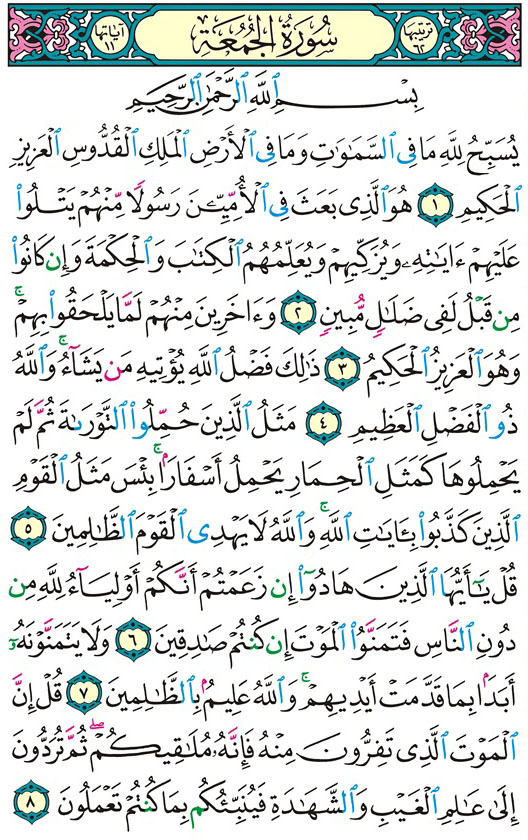 ترتيبها ٦٢ سُورَةُ الجُمُعَةِ آياتها ١١
بِسْمِ ٱللَّهِ ٱلرَّحْمَٰنِ ٱلرَّحِيمِ
يُسَبِّحُ لِلَّهِ مَا فِى ٱلسَّمَٰوَٰتِ وَمَا فِى ٱلْأَرْضِ ٱلْمَلِكِ ٱلْقُدُّوسِ ٱلْعَزِيزِ
ٱلْحَكِيمِ ١ هُوَ ٱلَّذِى بَعَثَ فِى ٱلْأُمِّيِّـۧنَ رَسُولًا مِّنْهُمْ يَتْلُوا۟
عَلَيْهِمْ ءَايَٰتِهِۦ وَيُزَكِّيهِمْ وَيُعَلِّمُهُمُ ٱلْكِتَٰبَ وَٱلْحِكْمَةَ وَإِن كَانُوا۟
مِن قَبْلُ لَفِى ضَلَٰلٍ مُّبِينٍ ٢ وَءَاخَرِينَ مِنْهُمْ لَمَّا يَلْحَقُوا۟ بِهِمْ ۚ
وَهُوَ ٱلْعَزِيزُ ٱلْحَكِيمُ ٣ ذَٰلِكَ فَضْلُ ٱللَّهِ يُؤْتِيهِ مَن يَشَآءُ ۚ وَٱللَّهُ
ذُو ٱلْفَضْلِ ٱلْعَظِيمِ ٤ مَثَلُ ٱلَّذِينَ حُمِّلُوا۟ ٱلتَّوْرَىٰةَ ثُمَّ لَمْ
يَحْمِلُوهَا كَمَثَلِ ٱلْحِمَارِ يَحْمِلُ أَسْفَارًۢا ۚ بِئْسَ مَثَلُ ٱلْقَوْمِ
ٱلَّذِينَ كَذَّبُوا۟ بِـَٔايَٰتِ ٱللَّهِ ۚ وَٱللَّهُ لَا يَهْدِى ٱلْقَوْمَ ٱلظَّٰلِمِينَ ٥
قُلْ يَٰٓأَيُّهَا ٱلَّذِينَ هَادُوٓا۟ إِن زَعَمْتُمْ أَنَّكُمْ أَوْلِيَآءُ لِلَّهِ مِن
دُونِ ٱلنَّاسِ فَتَمَنَّوُا۟ ٱلْمَوْتَ إِن كُنتُمْ صَٰدِقِينَ ٦ وَلَا يَتَمَنَّوْنَهُۥٓ
أَبَدًۢا بِمَا قَدَّمَتْ أَيْدِيهِمْ ۚ وَٱللَّهُ عَلِيمٌۢ بِٱلظَّٰلِمِينَ ٧ قُلْ إِنَّ
ٱلْمَوْتَ ٱلَّذِى تَفِرُّونَ مِنْهُ فَإِنَّهُۥ مُلَٰقِيكُمْ ۖ ثُمَّ تُرَدُّونَ
إِلَىٰ عَٰلِمِ ٱلْغَيْبِ وَٱلشَّهَٰدَةِ فَيُنَبِّئُكُم بِمَا كُنتُمْ تَعْمَلُونَ ٨